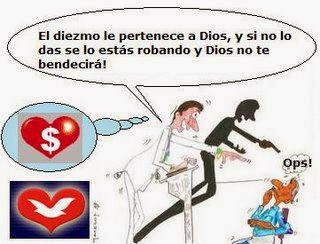 El diezmo le pertenece a Dios, y si no lo
das se lo estás robando y Dios no te
bendecirá!
$
Ops!